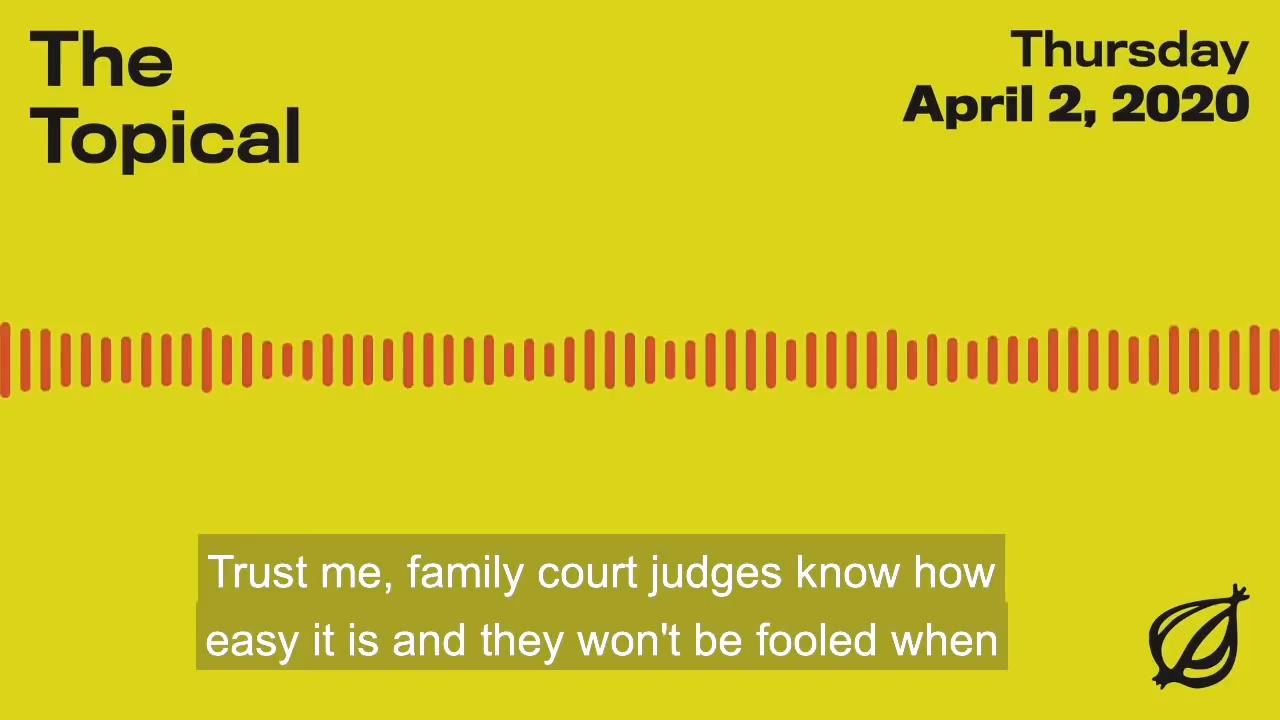 The
Topical
Thursday
April 2, 2020
Trust me, family court judges know how
easy it is and they won't be fooled when